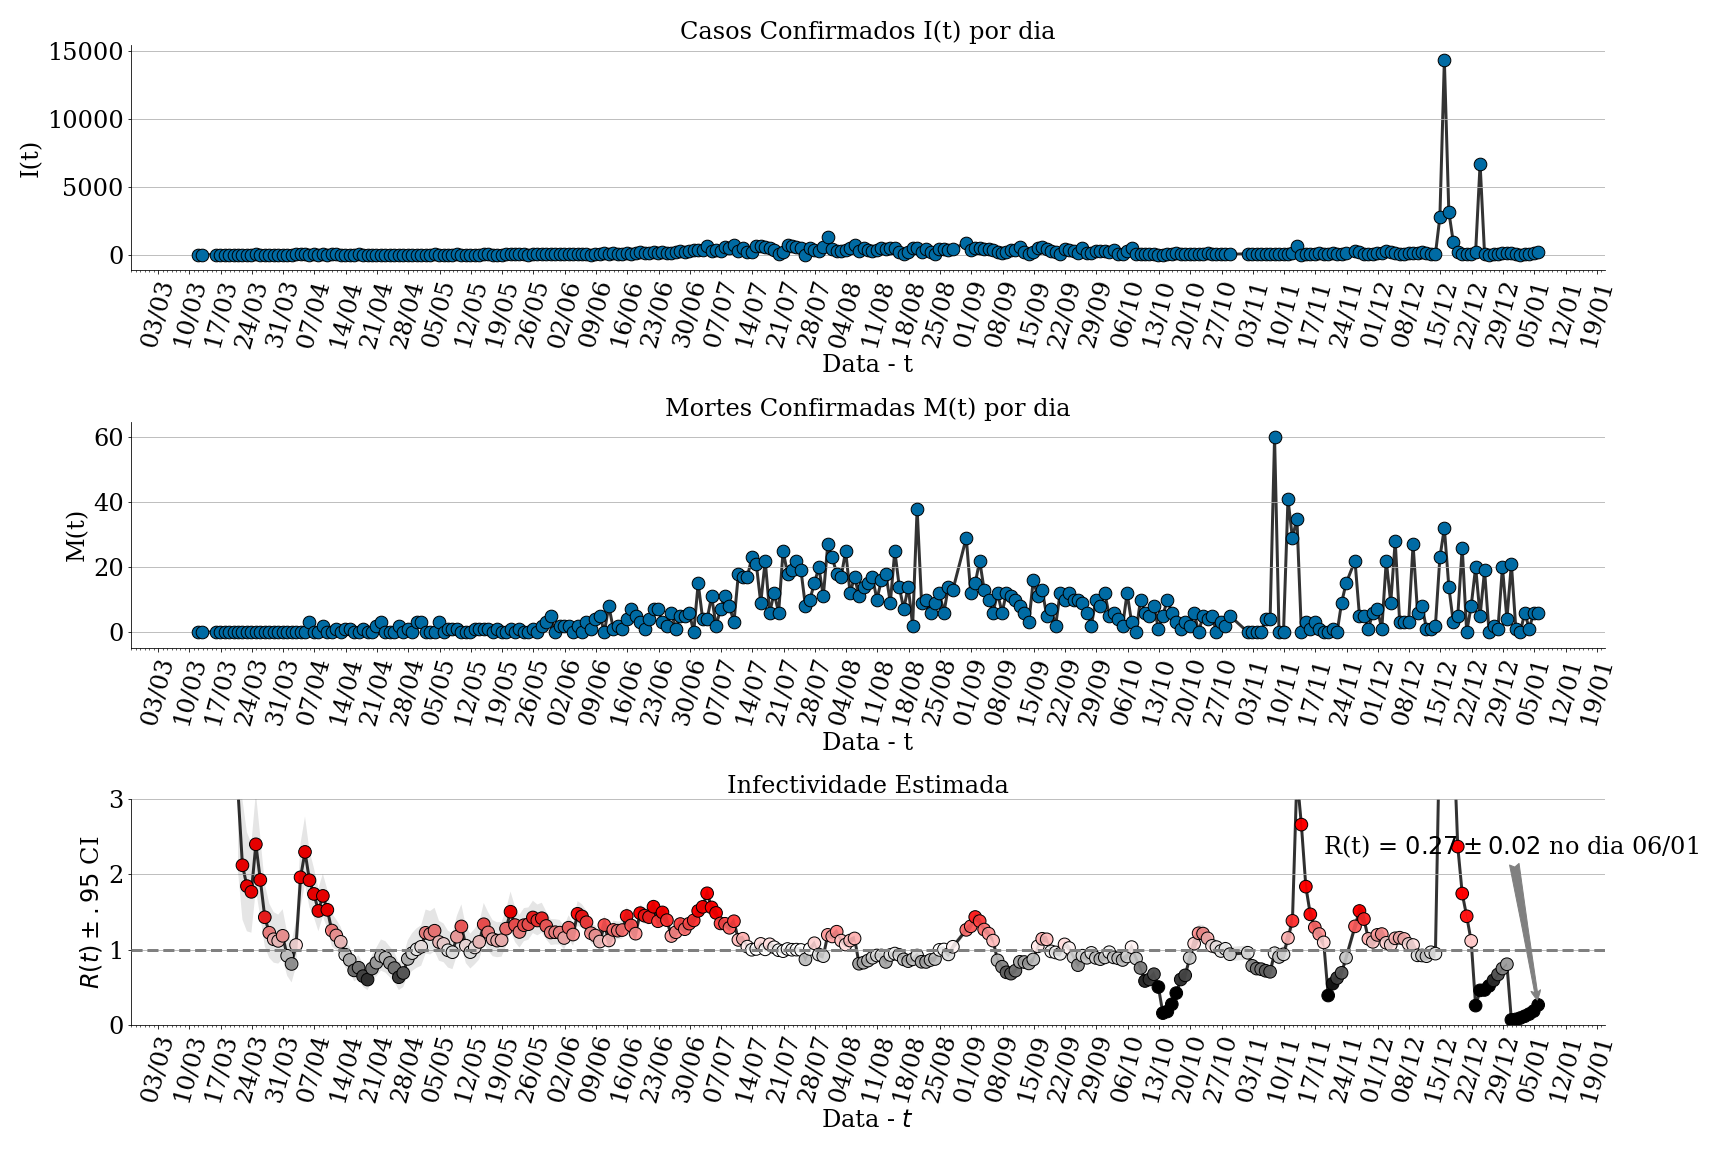 Casos Confirmados I(t) por dia
15000
10000
5000
0
I(t)
03/03 10/03 17/03 24/03 31/03 07/04 14/04 21/04 28/04 05/05 12/05 19/05 26/05 02/06 09/06 16/06 23/06 30/06 07/07 14/07 21/07 28/07 04/08 11/08 18/08 25/08 01/09 08/09 15/09 22/09 29/09 06/10 13/10 20/10 27/10 03/11 10/11 17/11 24/11 01/12 08/12 15/12 22/12 29/12 05/01 12/01 19/01
Data - t
Mortes Confirmadas M(t) por dia
60
40
20
0
M(t)
03/03 10/03 17/03 24/03 31/03 07/04 14/04 21/04 28/04 05/05 12/05 19/05 26/05 02/06 09/06 16/06 23/06 30/06 07/07 14/07 21/07 28/07 04/08 11/08 18/08 25/08 01/09 08/09 15/09 22/09 29/09 06/10 13/10 20/10 27/10 03/11 10/11 17/11 24/11 01/12 08/12 15/12 22/12 29/12 05/01 12/01 19/01
Data - t
Infectividade Estimada
3
2
1
0
R(t) ± .95 CI
R(t) = 0.27 ± 0.02 no dia 06/01
03/03 10/03 17/03 24/03 31/03 07/04 14/04 21/04 28/04 05/05 12/05 19/05 26/05 02/06 09/06 16/06 23/06 30/06 07/07 14/07 21/07 28/07 04/08 11/08 18/08 25/08 01/09 08/09 15/09 22/09 29/09 06/10 13/10 20/10 27/10 03/11 10/11 17/11 24/11 01/12 08/12 15/12 22/12 29/12 05/01 12/01 19/01
Data - t